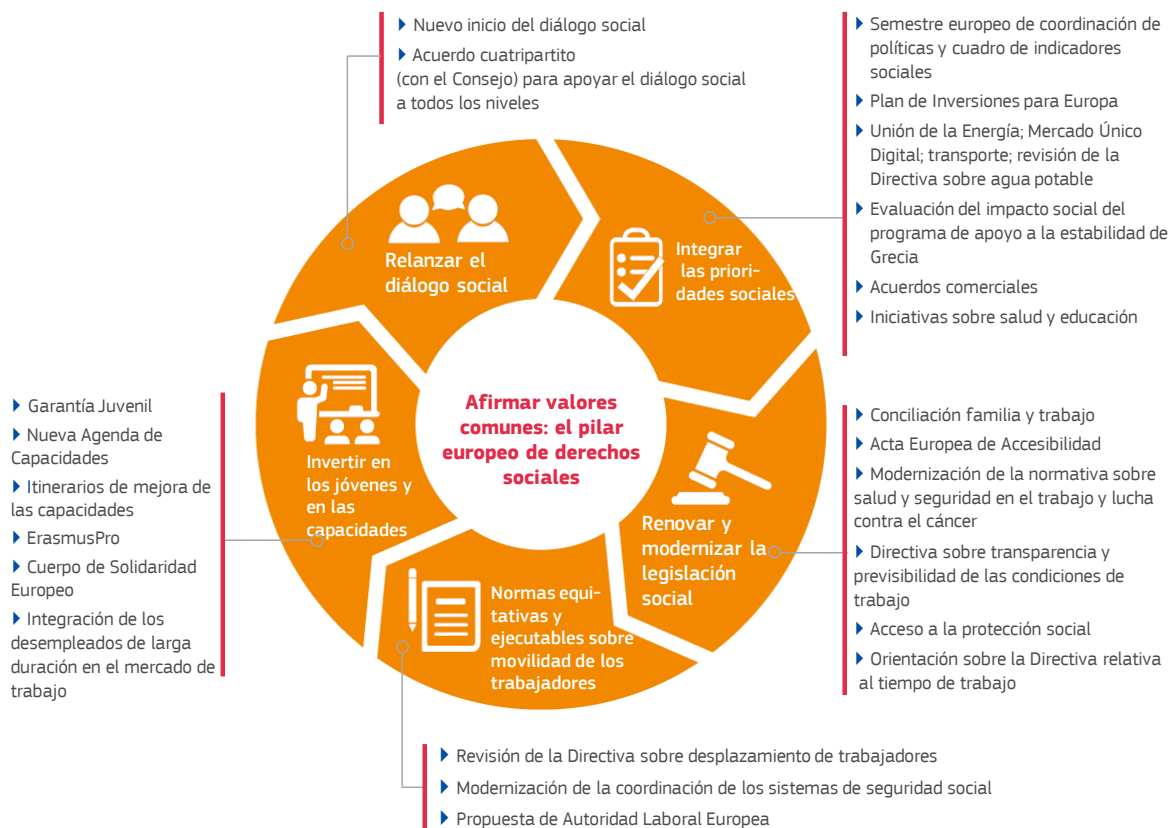 ▶ Nuevo inicio del diálogo social
▶ Acuerdo cuatripartito
(con el Consejo) para apoyar el diálogo social
a todos los niveles
▶ Semestre europeo de coordinación de
políticas y cuadro de indicadores
sociales
▶ Plan de Inversiones para Europa
▶ Unión de la Energía; Mercado Único
Digital; transporte; revisión de la
Directiva sobre agua potable
▶ Evaluación del impacto social del
programa de apoyo a la estabilidad de
Grecia
▶ Acuerdos comerciales
▶ Iniciativas sobre salud y educación
Relanzar el
diálogo social
Integrar
las priori-
dades sociales
Afirmar valores
comunes: el pilar
europeo de derechos
sociales
Invertir en
los jóvenes y
en las
capacidades
Renovar y
modernizar la
legislación
social
Normas equi-
tativas y
ejecutables sobre
movilidad de los
trabajadores
▶ Garantía Juvenil
▶ Nueva Agenda de
Capacidades
▶ Itinerarios de mejora de
las capacidades
▶ ErasmusPro
▶ Cuerpo de Solidaridad
Europeo
▶ Integración de los
desempleados de larga
duración en el mercado de
trabajo
▶ Conciliación familia y trabajo
▶ Acta Europea de Accesibilidad
▶ Modernización de la normativa sobre
salud y seguridad en el trabajo y lucha
contra el cáncer
▶ Directiva sobre transparencia y
previsibilidad de las condiciones de
trabajo
▶ Acceso a la protección social
▶ Orientación sobre la Directiva relativa
al tiempo de trabajo
▶ Revisión de la Directiva sobre desplazamiento de trabajadores
▶ Modernización de la coordinación de los sistemas de seguridad social
▶ Propuesta de Autoridad Laboral Europea